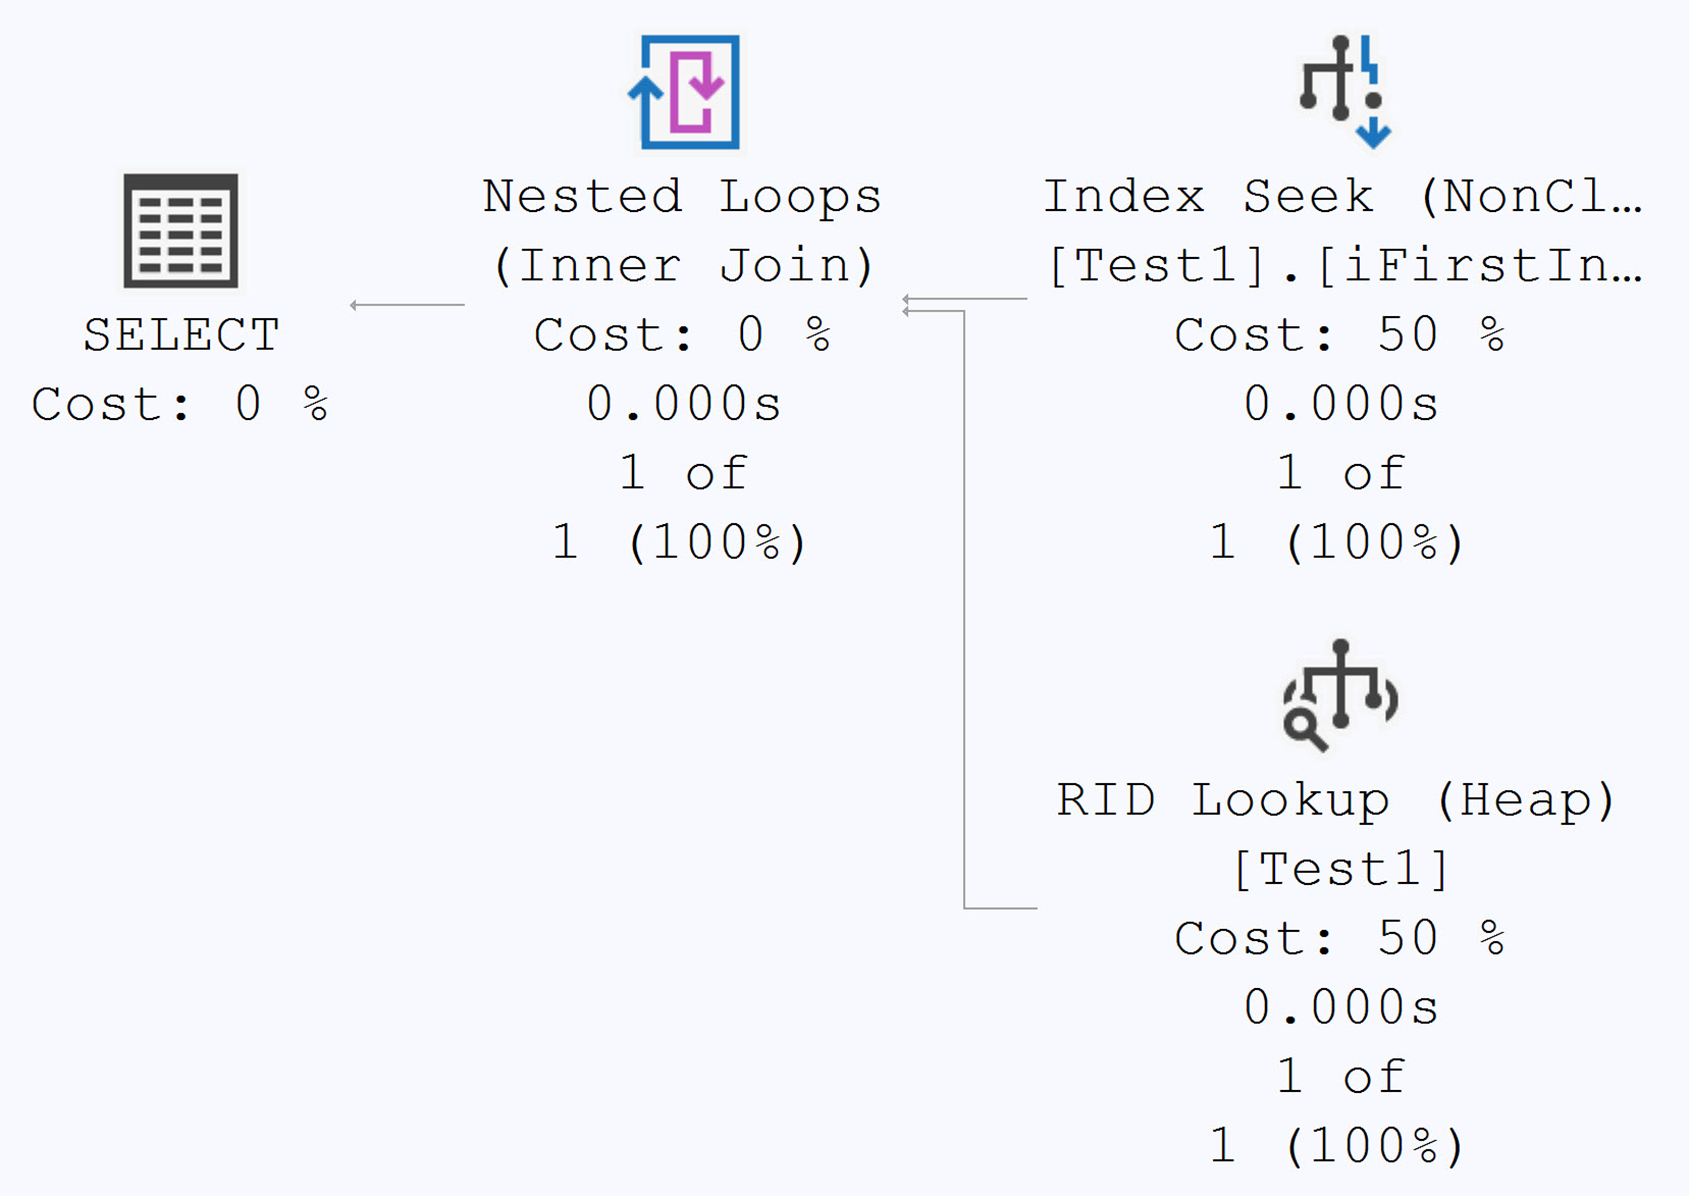 SELECT
Cost: 0 %
Nested Loops
(Inner Join)
Cost: 0 %
0.000s
1 of
1 (100%)
Index Seek (NonCl…
[Test1].[iFirstIn…
Cost: 50 %
0.000s
1 of
1 (100%)
RID Lookup (Heap)
[Test1]
Cost: 50 %
0.000s
1 of
1 (100%)